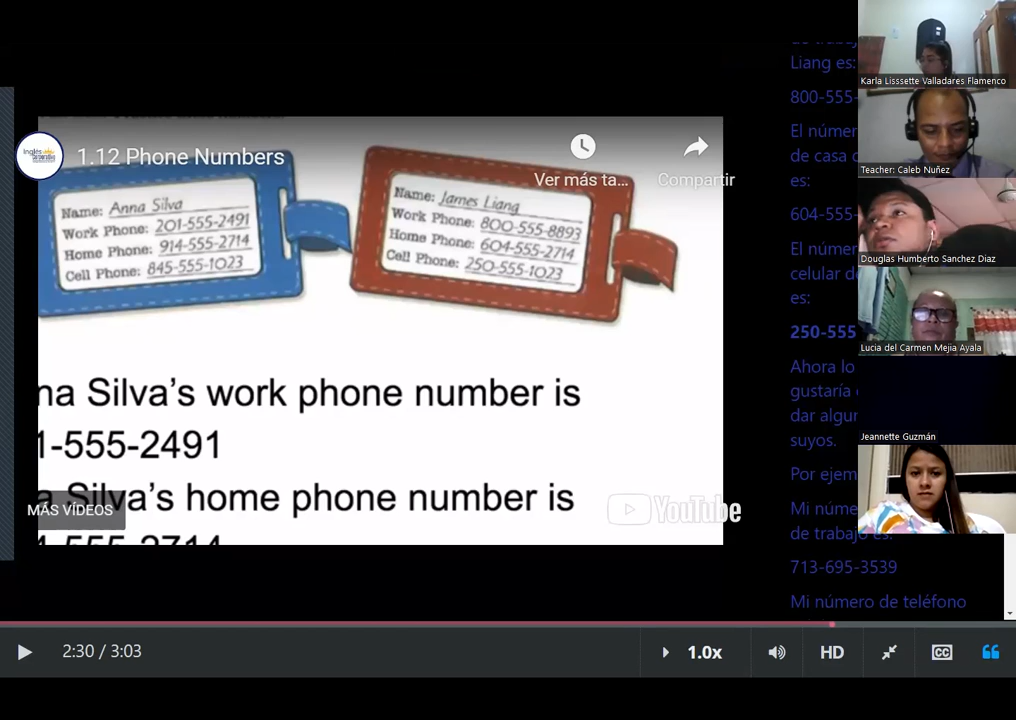 1.12 Phone Numbers
Ver más ta...
Compartir
Name: Anna Silva
Work Phone: 201-555-2491
Home Phone: 914-555-2714
Cell Phone: 845-555-1023
Name: James Liang
Work Phone: 800-555-8893
Home Phone: 604-555-2714
Cell Phone: 250-555-1023
na Silva's work phone number is
1-555-2491
a Silva's home phone number is
4-555-2714
MÁS VÍDEOS
YouTube
Liang es:
800-555-
El númer
de casa
es:
604-555-
El númer
celular de
es:
250-555
Ahora lo
gustaría
dar algur
suyos.
Por ejem
Mi núme
de trabajo es:
713-695-3539
Mi número de teléfono
Karla Lisssette Valladares Flamenco
Teacher: Caleb Nuñez
Douglas Humberto Sanchez Diaz
Lucia del Carmen Mejia Ayala
Jeannette Guzmán
2:30 / 3:03
1.0x
HD
CC